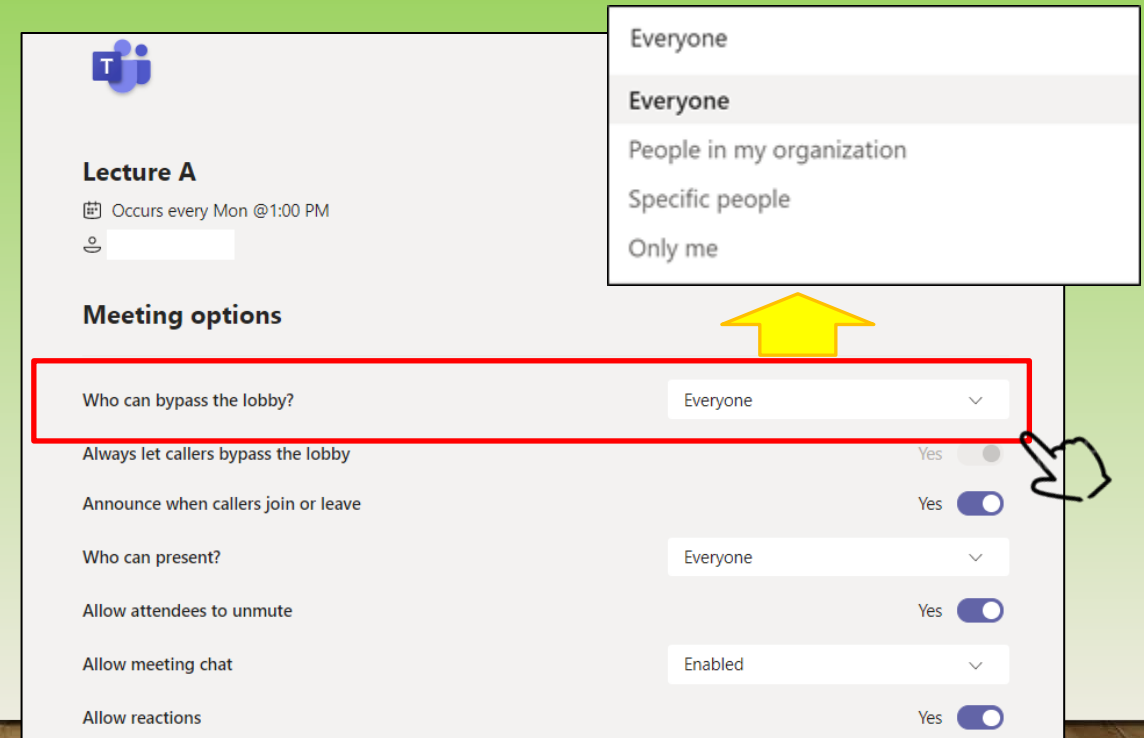 Everyone
Everyone
People in my organization
Specific people
Only me
T
Lecture A
Occurs every Mon @1:00 PM
Meeting options
Who can bypass the lobby? Everyone
Always let callers bypass the lobby Yes
Announce when callers join or leave Yes
Who can present? Everyone
Allow attendees to unmute Yes
Allow meeting chat Enabled
Allow reactions Yes